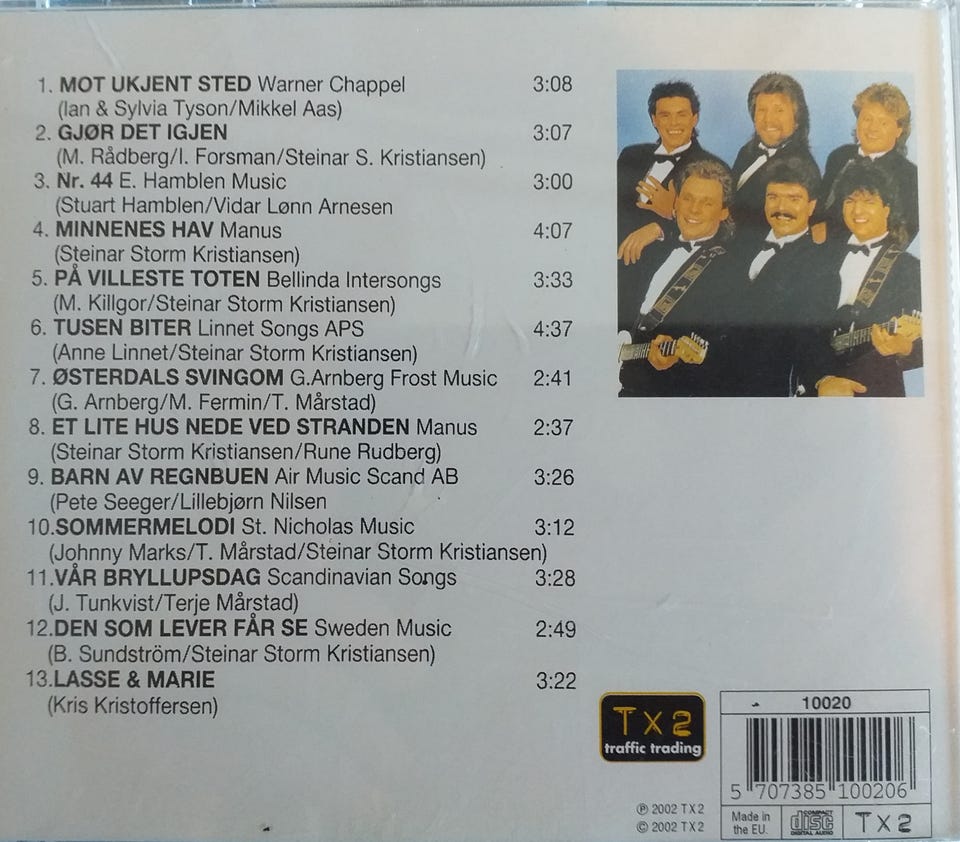 1. MOT UKJENT STED Warner Chappel 3:08
(Ian & Sylvia Tyson/Mikkel Aas)
2. GJØR DET IGJEN 3:07
(M. Rådberg/I. Forsman/Steinar S. Kristiansen)
3. Nr. 44 E. Hamblen Music 3:00
(Stuart Hamblen/Vidar Lønn Arnesen
4. MINNENES HAV Manus 4:07
(Steinar Storm Kristiansen)
5. PÅ VILLESTE TOTEN Bellinda Intersongs 3:33
(M. Killgor/Steinar Storm Kristiansen)
6. TUSEN BITER Linnet Songs APS 4:37
(Anne Linnet/Steinar Storm Kristiansen)
7. ØSTERDALS SVINGOM G.Arnberg Frost Music 2:41
(G. Arnberg/M. Fermin/T. Mårstad)
8. ET LITE HUS NEDE VED STRANDEN Manus 2:37
(Steinar Storm Kristiansen/Rune Rudberg)
9. BARN AV REGNBUEN Air Music Scand AB 3:26
(Pete Seeger/Lillebjørn Nilsen
10.SOMMERMELODI St. Nicholas Music 3:12
(Johnny Marks/T. Mårstad/Steinar Storm Kristiansen)
11.VÅR BRYLLUPSDAG Scandinavian Songs 3:28
(J. Tunkvist/Terje Mårstad)
12.DEN SOM LEVER FÅR SE Sweden Music 2:49
(B. Sundström/Steinar Storm Kristiansen)
13.LASSE & MARIE 3:22
(Kris Kristoffersen)
TX2
traffic trading
℗ 2002 TX2
© 2002 TX2
10020
5 707385 100206
Made in
the EU.
COMPACT
disc
DIGITAL AUDIO
TX2